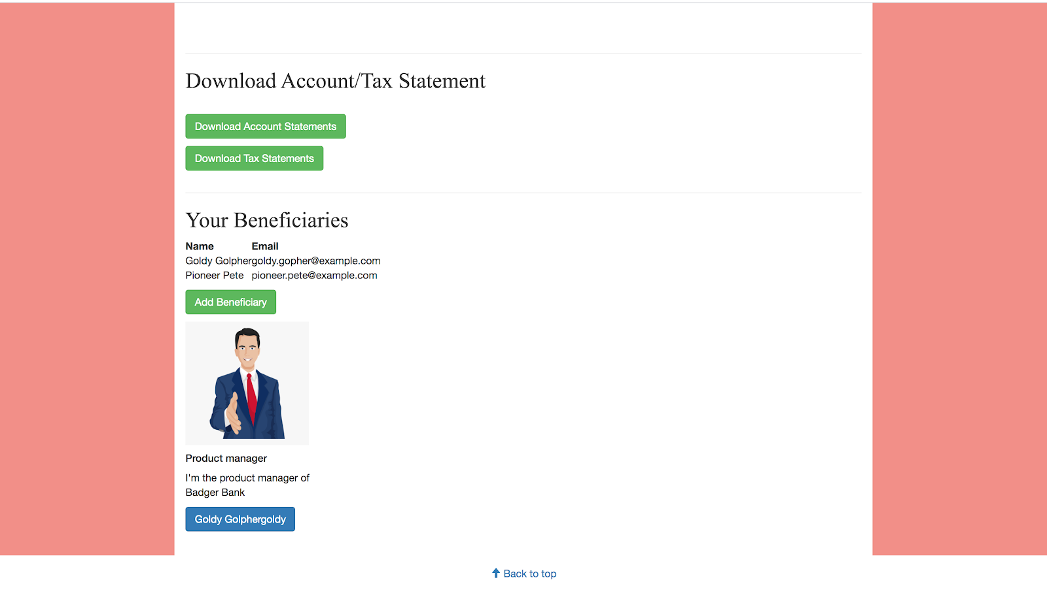 Download Account/Tax Statement
Download Account Statements
Download Tax Statements
Your Beneficiaries
Name Email
Goldy Golphergoldy.gopher@example.com
Pioneer Pete pioneer.pete@example.com
Add Beneficiary
Product manager
I'm the product manager of
Badger Bank
Goldy Golphergoldy
Back to top